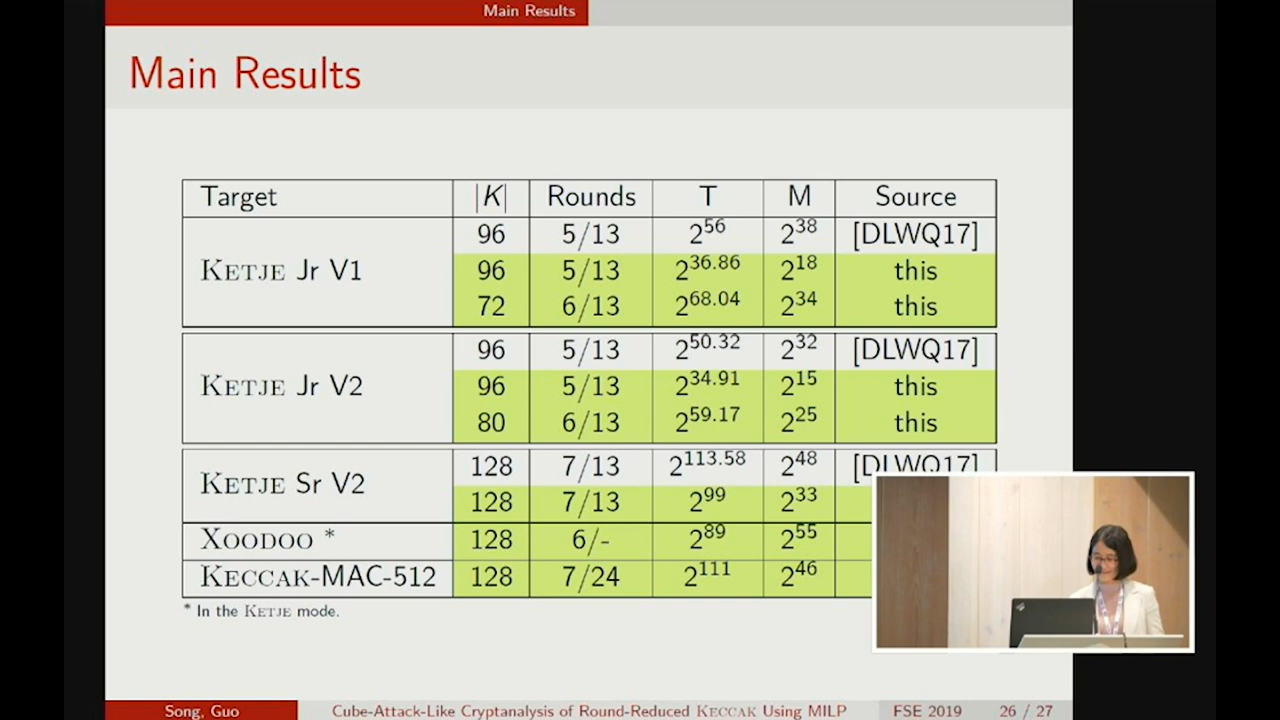 Main Results
Main Results
Target |K| Rounds T M Source
KETJE Jr V1 96 5/13 2^56 2^38 [DLWQ17]
96 5/13 2^36.86 2^18 this
72 6/13 2^68.04 2^34 this
KETJE Jr V2 96 5/13 2^50.32 2^32 [DLWQ17]
96 5/13 2^34.91 2^15 this
80 6/13 2^59.17 2^25 this
KETJE Sr V2 128 7/13 2^113.58 2^48 [DLWQ17]
128 7/13 2^99 2^33
XOODOO * 128 6/- 2^89 2^55
KECCAK-MAC-512 128 7/24 2^111 2^46
* In the KETJE mode.
Song, Guo Cube-Attack-Like Cryptanalysis of Round-Reduced KECCAK Using MILP FSE 2019 26 / 27